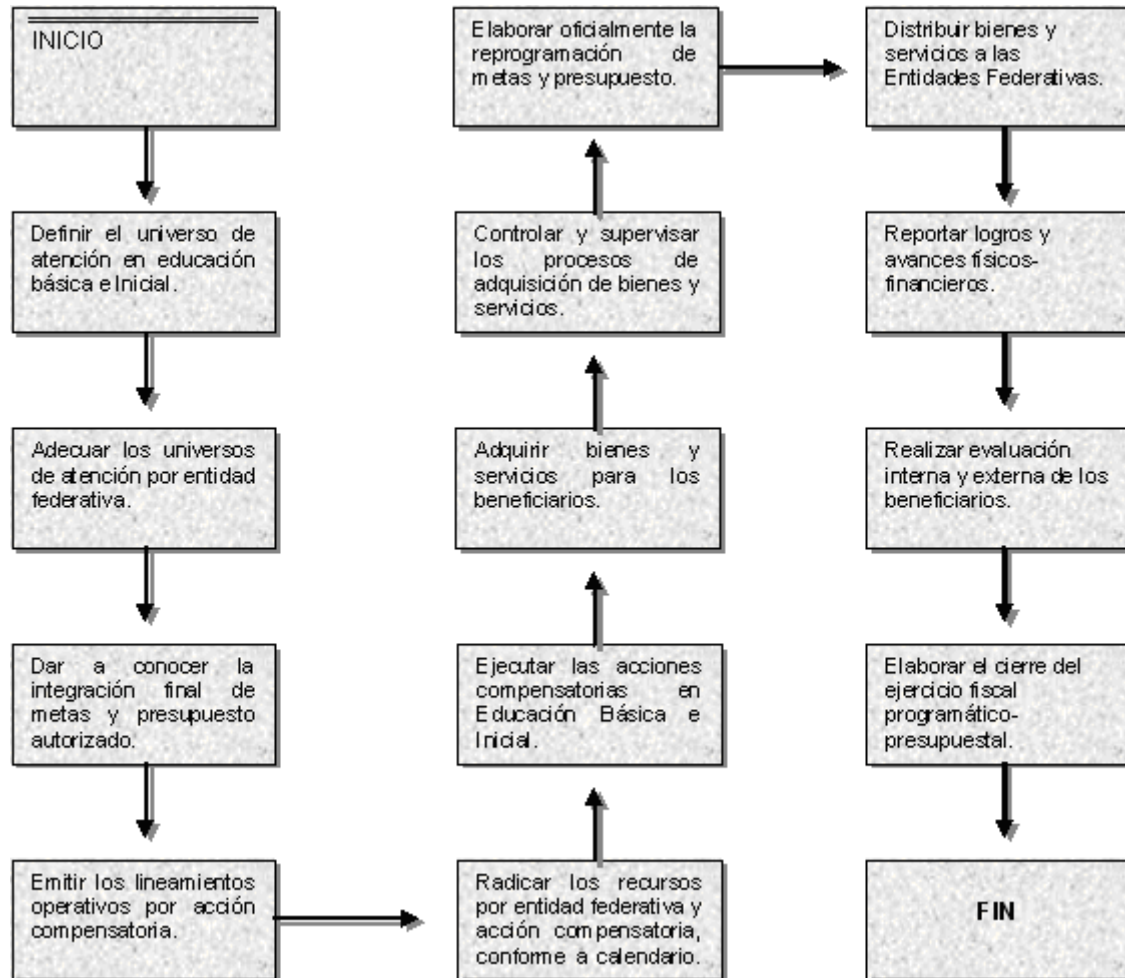 INICIO
Definir el universo de
atención en educación
básica e Inicial.
Adecuar los universos
de atención por entidad
federativa.
Dar a conocer la
integración final de
metas y presupuesto
autorizado.
Emitir los lineamientos
operativos por acción
compensatoria.
Radicar los recursos
por entidad federativa y
acción compensatoria,
conforme a calendario.
Ejecutar las acciones
compensatorias en
Educación Básica e
Inicial.
Adquirir bienes y
servicios para los
beneficiarios.
Controlar y supervisar
los procesos de
adquisición de bienes y
servicios.
Elaborar oficialmente la
reprogramación de
metas y presupuesto.
Distribuir bienes y
servicios a las
Entidades Federativas.
Reportar logros y
avances físicos-
financieros.
Realizar evaluación
interna y externa de los
beneficiarios.
Elaborar el cierre del
ejercicio fiscal
programático-
presupuestal.
FIN